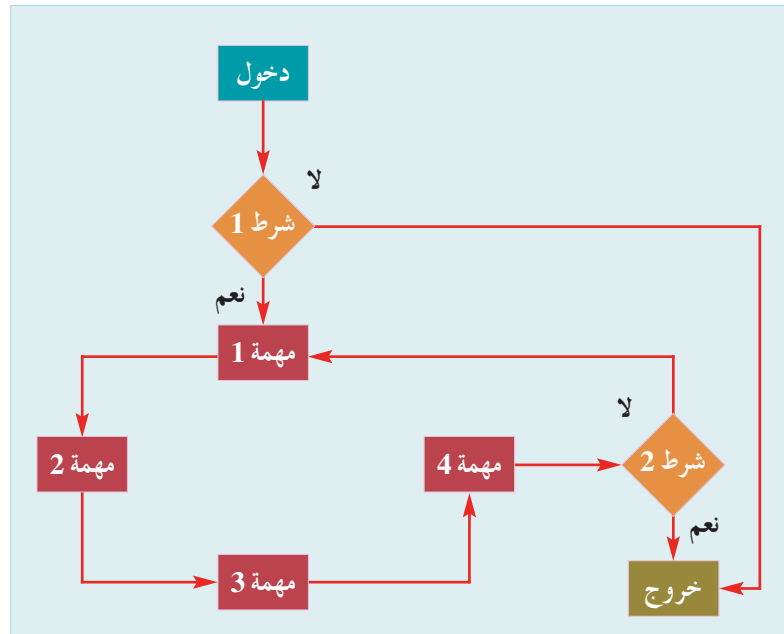 دخول
لا
شرط 1
نعم
مهمة 1
لا
مهمة 2
مهمة 4
شرط 2
نعم
مهمة 3
خروج